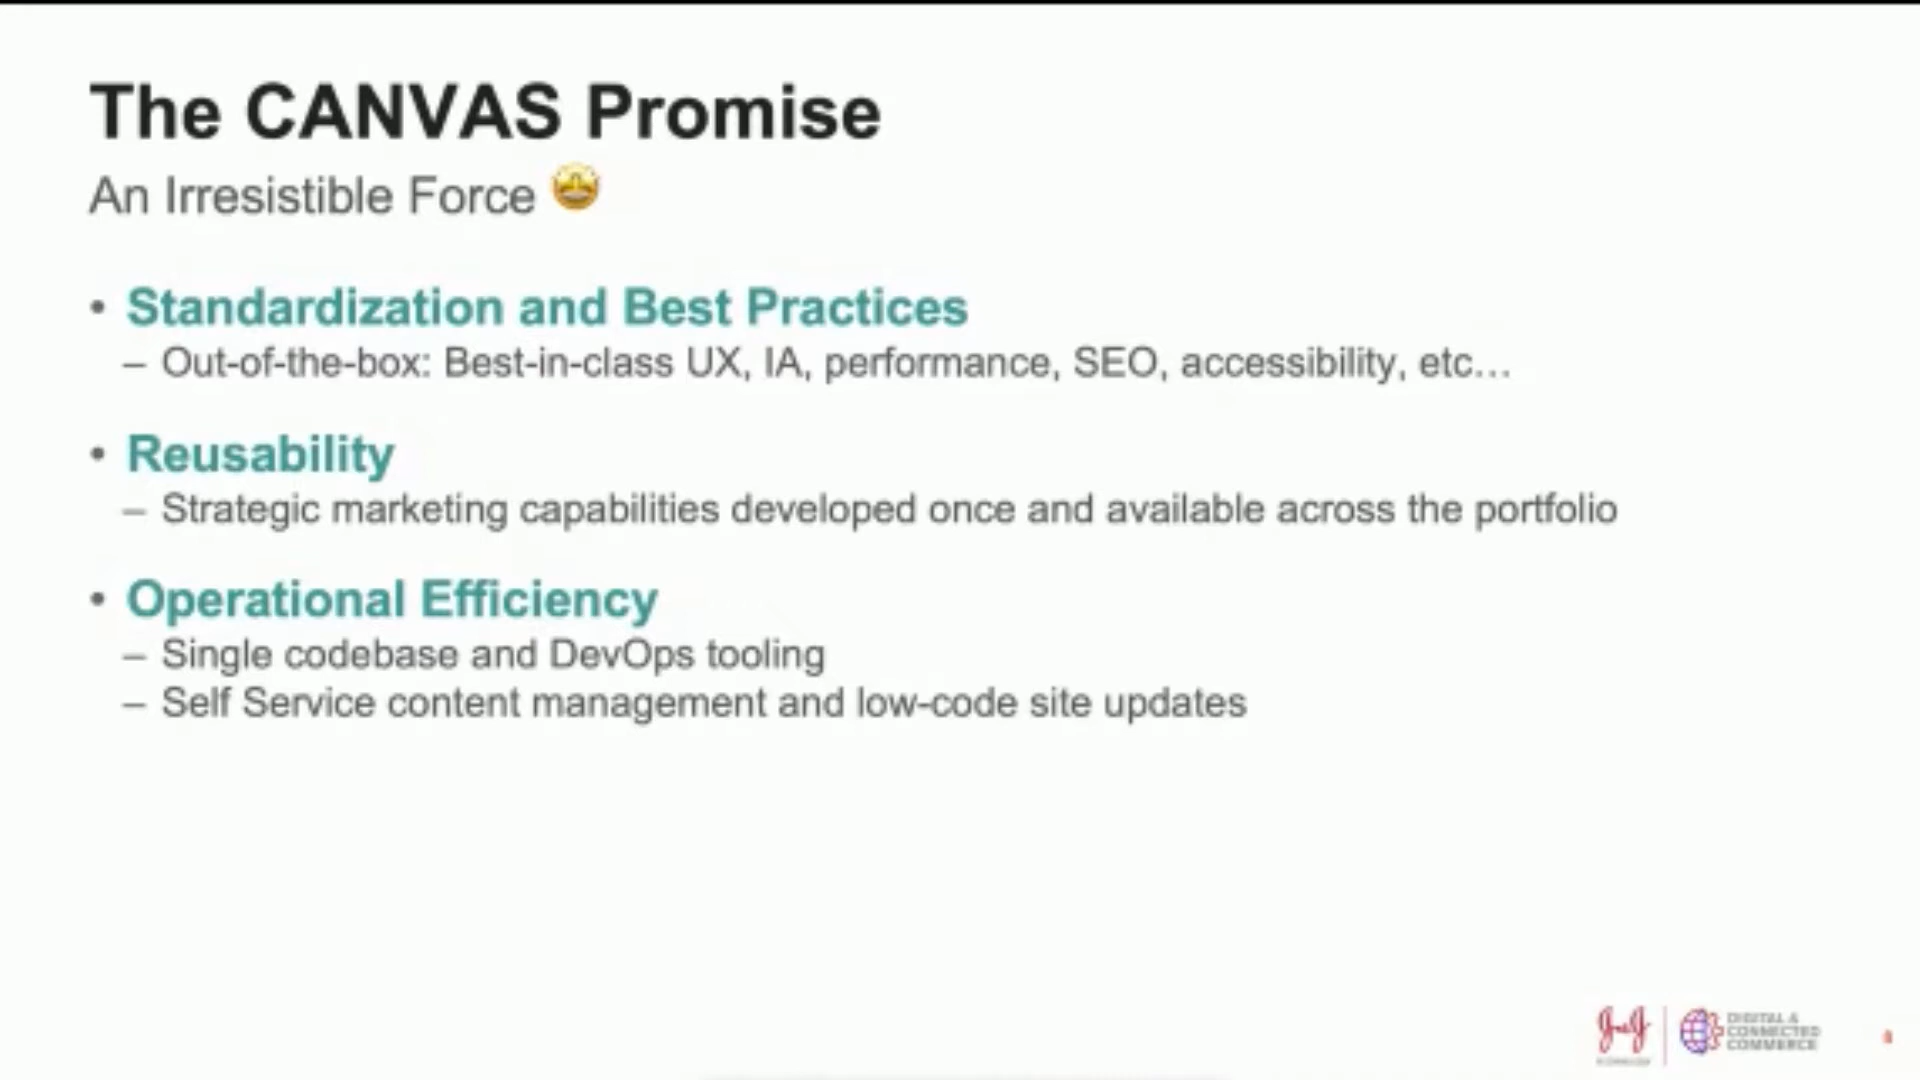 The CANVAS Promise
An Irresistible Force 🤩
• Standardization and Best Practices
– Out-of-the-box: Best-in-class UX, IA, performance, SEO, accessibility, etc...
• Reusability
– Strategic marketing capabilities developed once and available across the portfolio
• Operational Efficiency
– Single codebase and DevOps tooling
– Self Service content management and low-code site updates
DIGITAL &
CONNECTED
COMMERCE